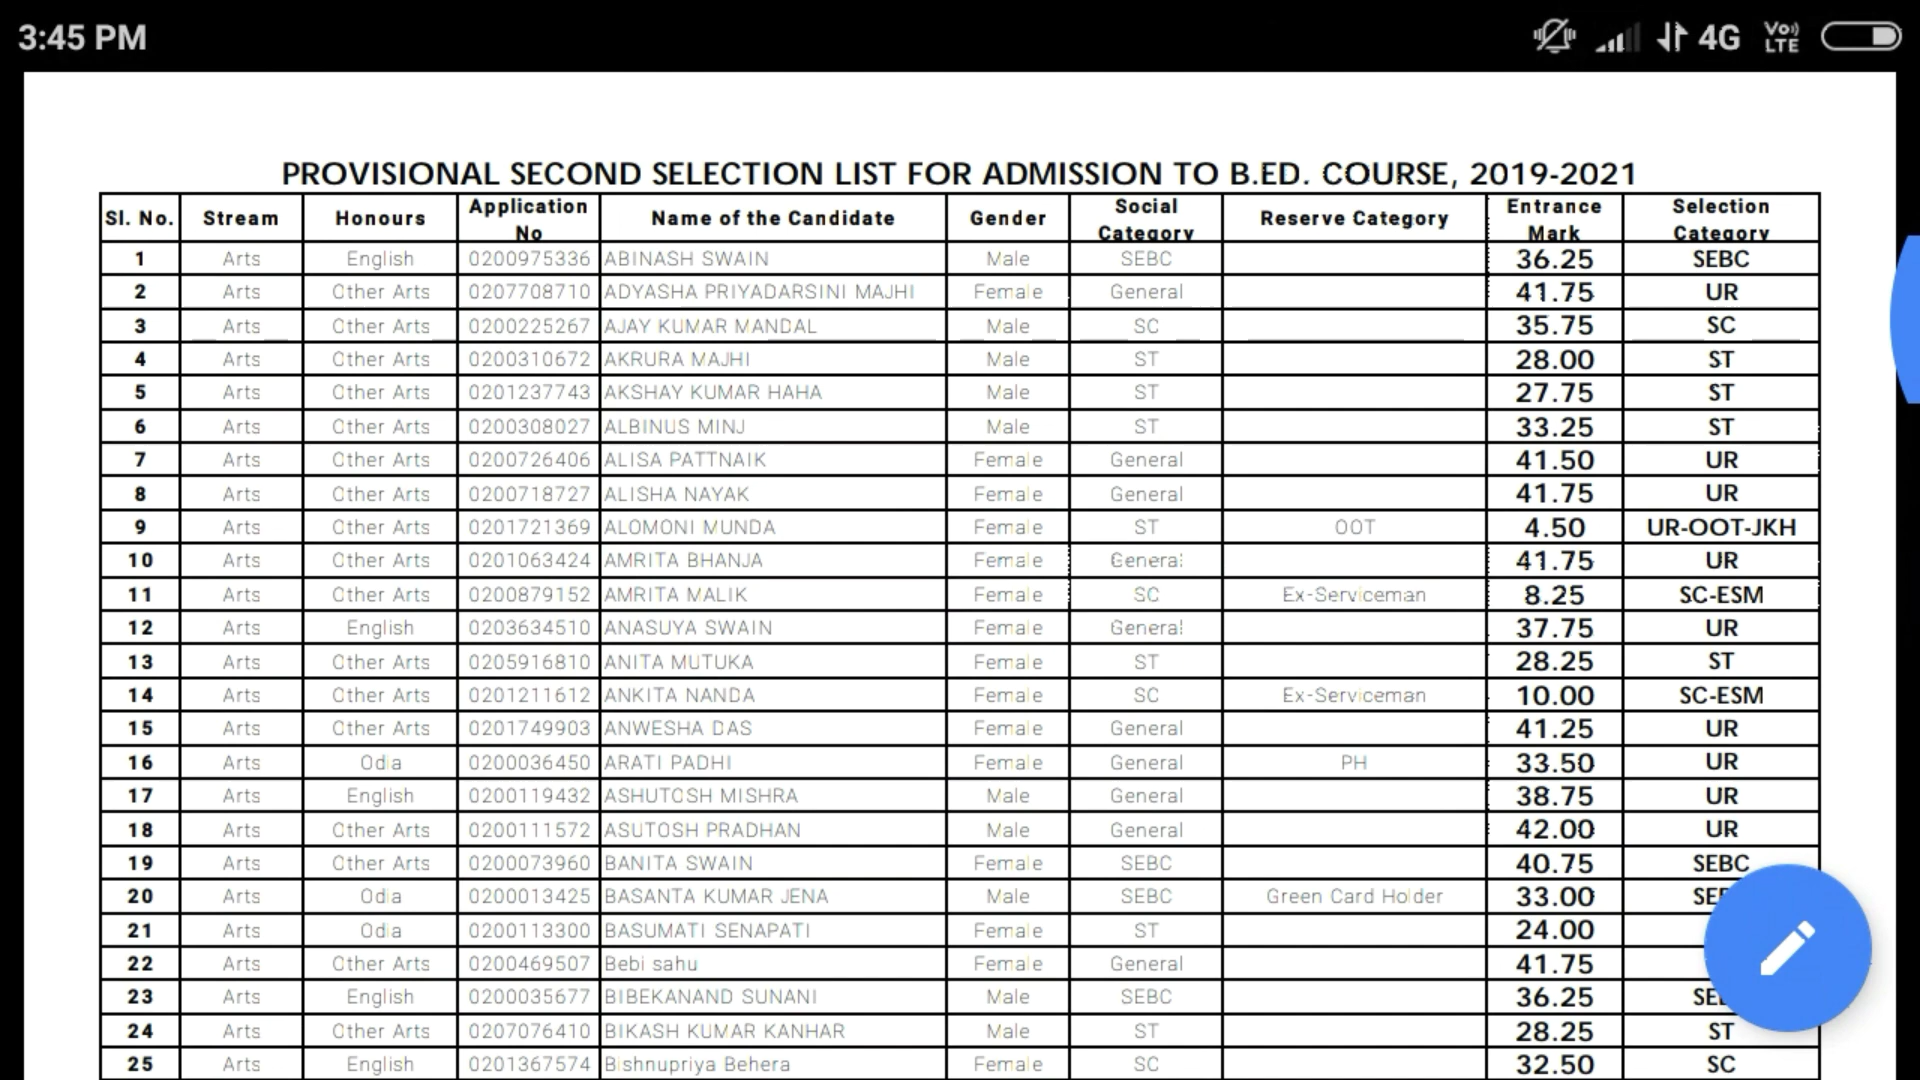 3:45 PM
4G
Vo)) LTE
PROVISIONAL SECOND SELECTION LIST FOR ADMISSION TO B.ED. COURSE, 2019-2021
Sl. No. Stream Honours Application No Name of the Candidate Gender Social Category Reserve Category Entrance Mark Selection Category
1 Arts English 0200975336 ABINASH SWAIN Male SEBC 36.25 SEBC
2 Arts Other Arts 0207708710 ADYASHA PRIYADARSINI MAJHI Female General 41.75 UR
3 Arts Other Arts 0200225267 AJAY KUMAR MANDAL Male SC 35.75 SC
4 Arts Other Arts 0200310672 AKRURA MAJHI Male ST 28.00 ST
5 Arts Other Arts 0201237743 AKSHAY KUMAR HAHA Male ST 27.75 ST
6 Arts Other Arts 0200308027 ALBINUS MINJ Male ST 33.25 ST
7 Arts Other Arts 0200726406 ALISA PATTNAIK Female General 41.50 UR
8 Arts Other Arts 0200718727 ALISHA NAYAK Female General 41.75 UR
9 Arts Other Arts 0201721369 ALOMONI MUNDA Female ST OOT 4.50 UR-OOT-JKH
10 Arts Other Arts 0201063424 AMRITA BHANJA Female General 41.75 UR
11 Arts Other Arts 0200879152 AMRITA MALIK Female SC Ex-Serviceman 8.25 SC-ESM
12 Arts English 0203634510 ANASUYA SWAIN Female General 37.75 UR
13 Arts Other Arts 0205916810 ANITA MUTUKA Female ST 28.25 ST
14 Arts Other Arts 0201211612 ANKITA NANDA Female SC Ex-Serviceman 10.00 SC-ESM
15 Arts Other Arts 0201749903 ANWESHA DAS Female General 41.25 UR
16 Arts Odia 0200036450 ARATI PADHI Female General PH 33.50 UR
17 Arts English 0200119432 ASHUTOSH MISHRA Male General 38.75 UR
18 Arts Other Arts 0200111572 ASUTOSH PRADHAN Male General 42.00 UR
19 Arts Other Arts 0200073960 BANITA SWAIN Female SEBC 40.75 SEBC
20 Arts Odia 0200013425 BASANTA KUMAR JENA Male SEBC Green Card Holder 33.00
21 Arts Odia 0200113300 BASUMATI SENAPATI Female ST 24.00
22 Arts Other Arts 0200469507 Bebi sahu Female General 41.75
23 Arts English 0200035677 BIBEKANAND SUNANI Male SEBC 36.25
24 Arts Other Arts 0207076410 BIKASH KUMAR KANHAR Male ST 28.25 ST
25 Arts English 0201367574 Bishnupriya Behera Female SC 32.50 SC